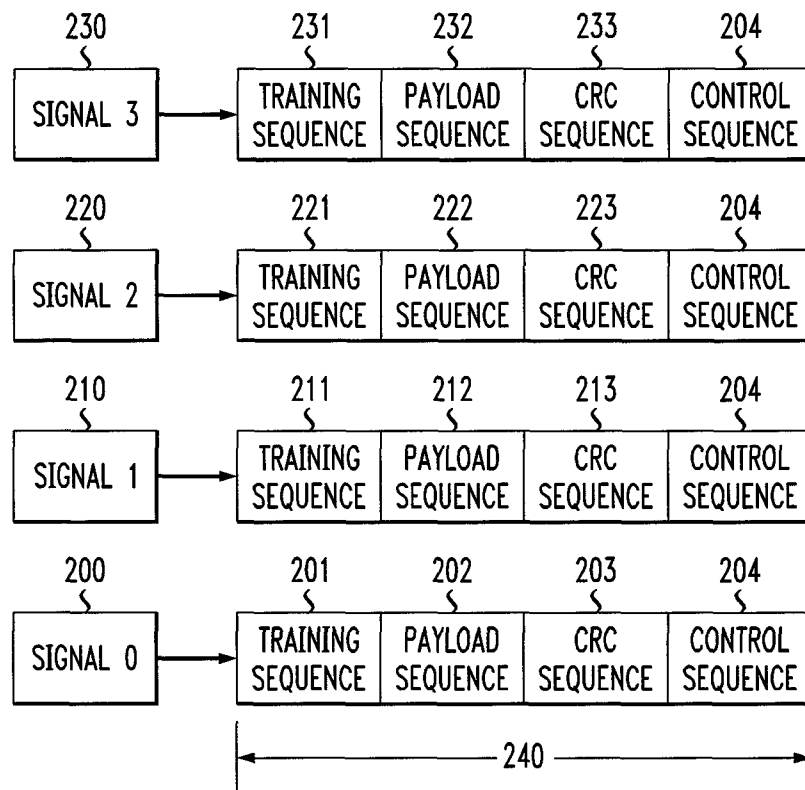 230 231 232 233 204
SIGNAL 3 TRAINING SEQUENCE PAYLOAD SEQUENCE CRC SEQUENCE CONTROL SEQUENCE
220 221 222 223 204
SIGNAL 2 TRAINING SEQUENCE PAYLOAD SEQUENCE CRC SEQUENCE CONTROL SEQUENCE
210 211 212 213 204
SIGNAL 1 TRAINING SEQUENCE PAYLOAD SEQUENCE CRC SEQUENCE CONTROL SEQUENCE
200 201 202 203 204
SIGNAL 0 TRAINING SEQUENCE PAYLOAD SEQUENCE CRC SEQUENCE CONTROL SEQUENCE
240